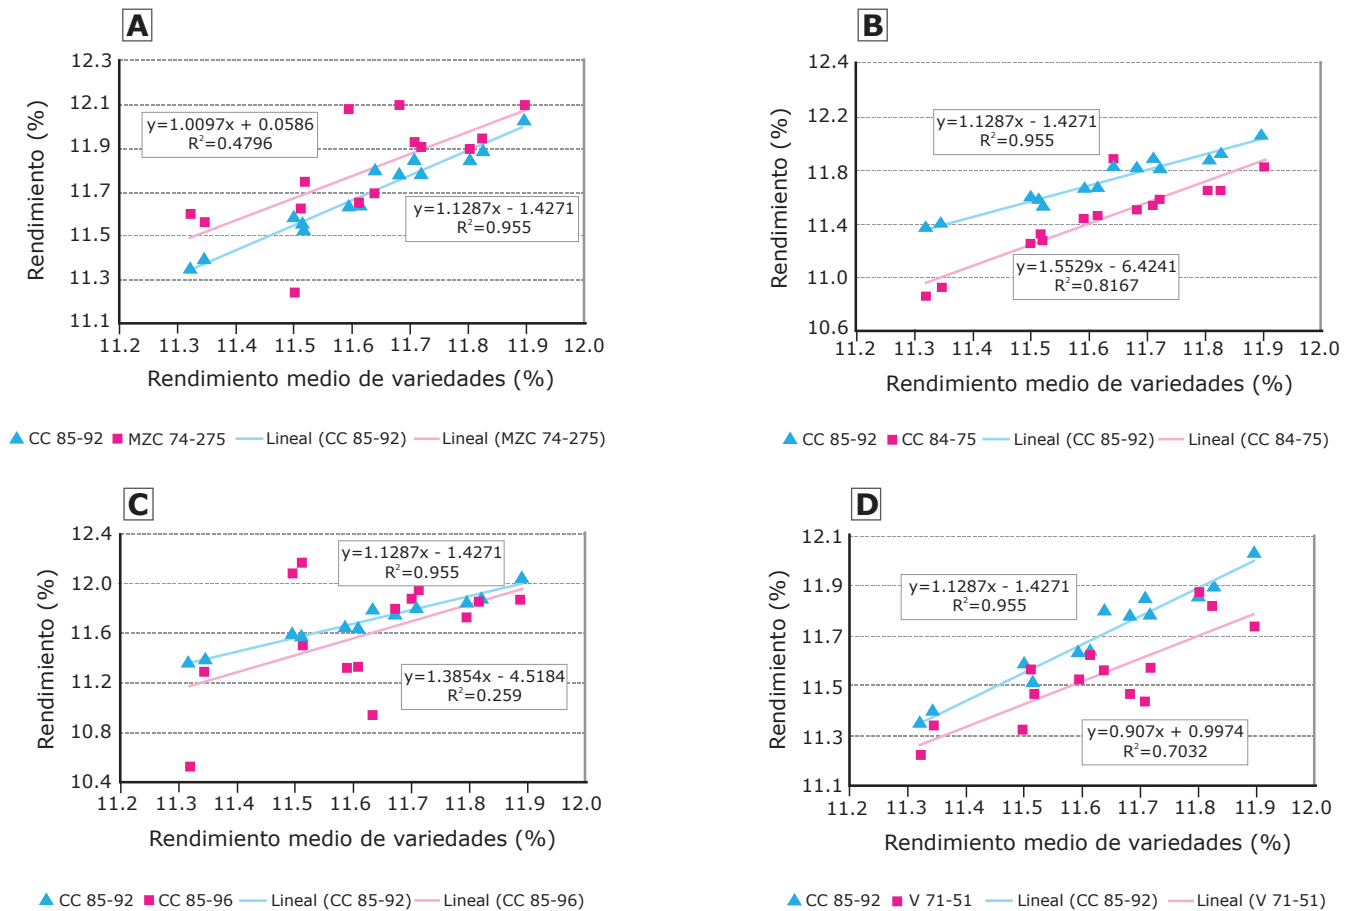 A
12.3
12.1
11.9
11.7
11.5
11.3
11.1
Rendimiento (%)
y=1.0097x + 0.0586
R²=0.4796
y=1.1287x - 1.4271
R²=0.955
11.2 11.3 11.4 11.5 11.6 11.7 11.8 11.9 12.0
Rendimiento medio de variedades (%)
CC 85-92 MZC 74-275 Lineal (CC 85-92) Lineal (MZC 74-275)
B
12.4
12.2
11.8
11.4
11.0
10.6
Rendimiento (%)
y=1.1287x - 1.4271
R²=0.955
y=1.5529x - 6.4241
R²=0.8167
11.2 11.3 11.4 11.5 11.6 11.7 11.8 11.9 12.0
Rendimiento medio de variedades (%)
CC 85-92 CC 84-75 Lineal (CC 85-92) Lineal (CC 84-75)
C
12.4
12.0
11.6
11.2
10.8
10.4
Rendimiento (%)
y=1.1287x - 1.4271
R²=0.955
y=1.3854x - 4.5184
R²=0.259
11.2 11.3 11.4 11.5 11.6 11.7 11.8 11.9 12.0
Rendimiento medio de variedades (%)
CC 85-92 CC 85-96 Lineal (CC 85-92) Lineal (CC 85-96)
D
12.1
11.9
11.7
11.5
11.3
11.1
Rendimiento (%)
y=1.1287x - 1.4271
R²=0.955
y=0.907x + 0.9974
R²=0.7032
11.2 11.3 11.4 11.5 11.6 11.7 11.8 11.9 12.0
Rendimiento medio de variedades (%)
CC 85-92 V 71-51 Lineal (CC 85-92) Lineal (V 71-51)